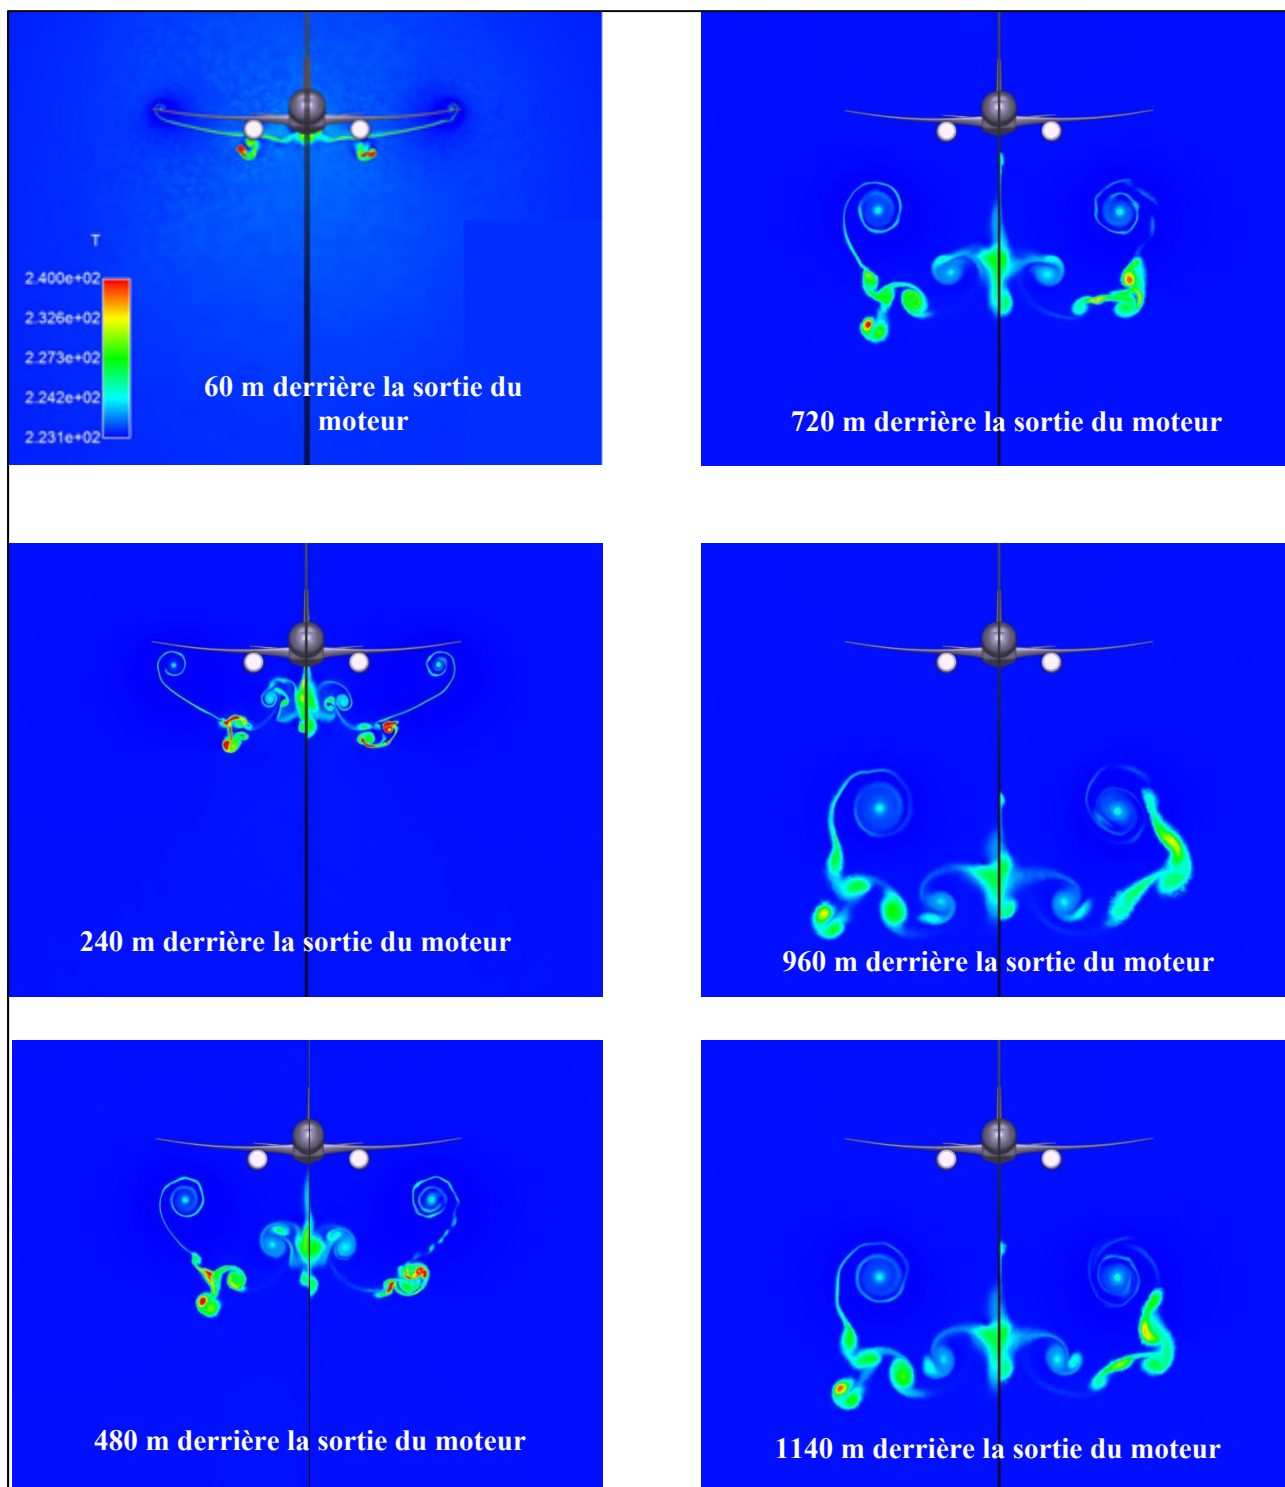 T
2.400e+02
2.326e+02
2.273e+02
2.242e+02
2.231e+02
60 m derrière la sortie du
moteur
720 m derrière la sortie du moteur
240 m derrière la sortie du moteur
960 m derrière la sortie du moteur
480 m derrière la sortie du moteur
1140 m derrière la sortie du moteur